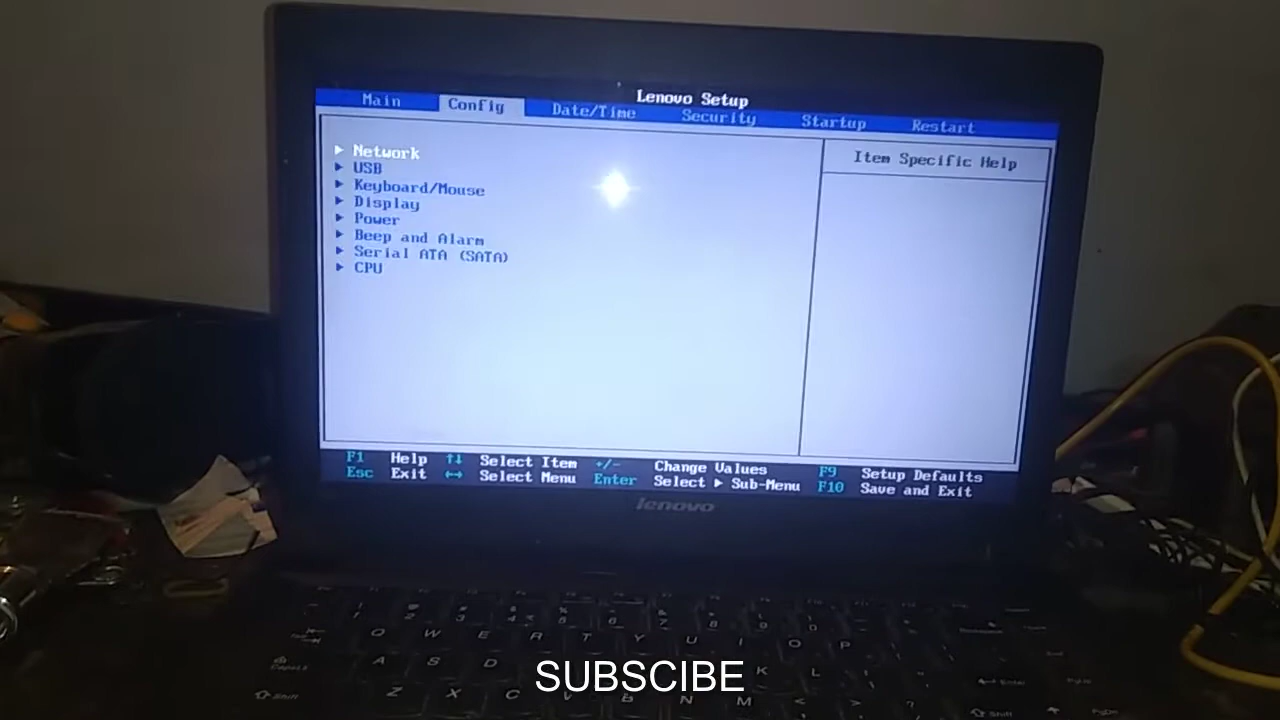 Lenovo Setup
Main Config Date/Time Security Startup Restart
Network
USB
Keyboard/Mouse
Display
Power
Beep and Alarm
Serial ATA (SATA)
CPU
Item Specific Help
F1 Help ↑↓ Select Item +/- Change Values F9 Setup Defaults
Esc Exit ↔ Select Menu Enter Select ▶ Sub-Menu F10 Save and Exit
lenovo
Q W E R T Y U I O P
A S D K L
Shift Z X C V B N M Shift
SUBSCIBE